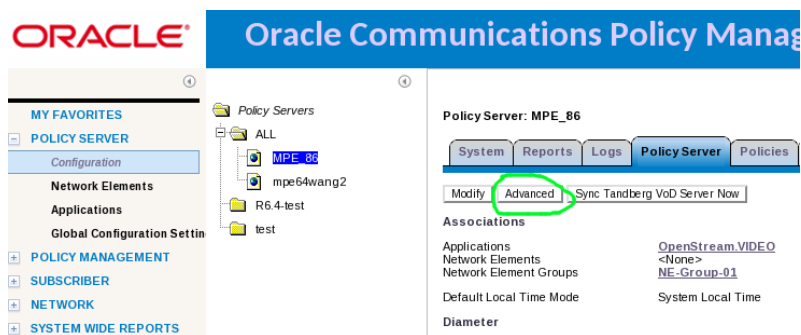 ORACLE
Oracle Communications Policy Manag
MY FAVORITES
POLICY SERVER
Configuration
Network Elements
Applications
Global Configuration Settin
POLICY MANAGEMENT
SUBSCRIBER
NETWORK
SYSTEM WIDE REPORTS
Policy Servers
ALL
MPE_86
mpe64wang2
R6.4-test
test
Policy Server: MPE_86
System Reports Logs Policy Server Policies
Modify Advanced Sync Tandberg VoD Server Now
Associations
Applications OpenStream.VIDEO
Network Elements <None>
Network Element Groups NE-Group-01
Default Local Time Mode System Local Time
Diameter